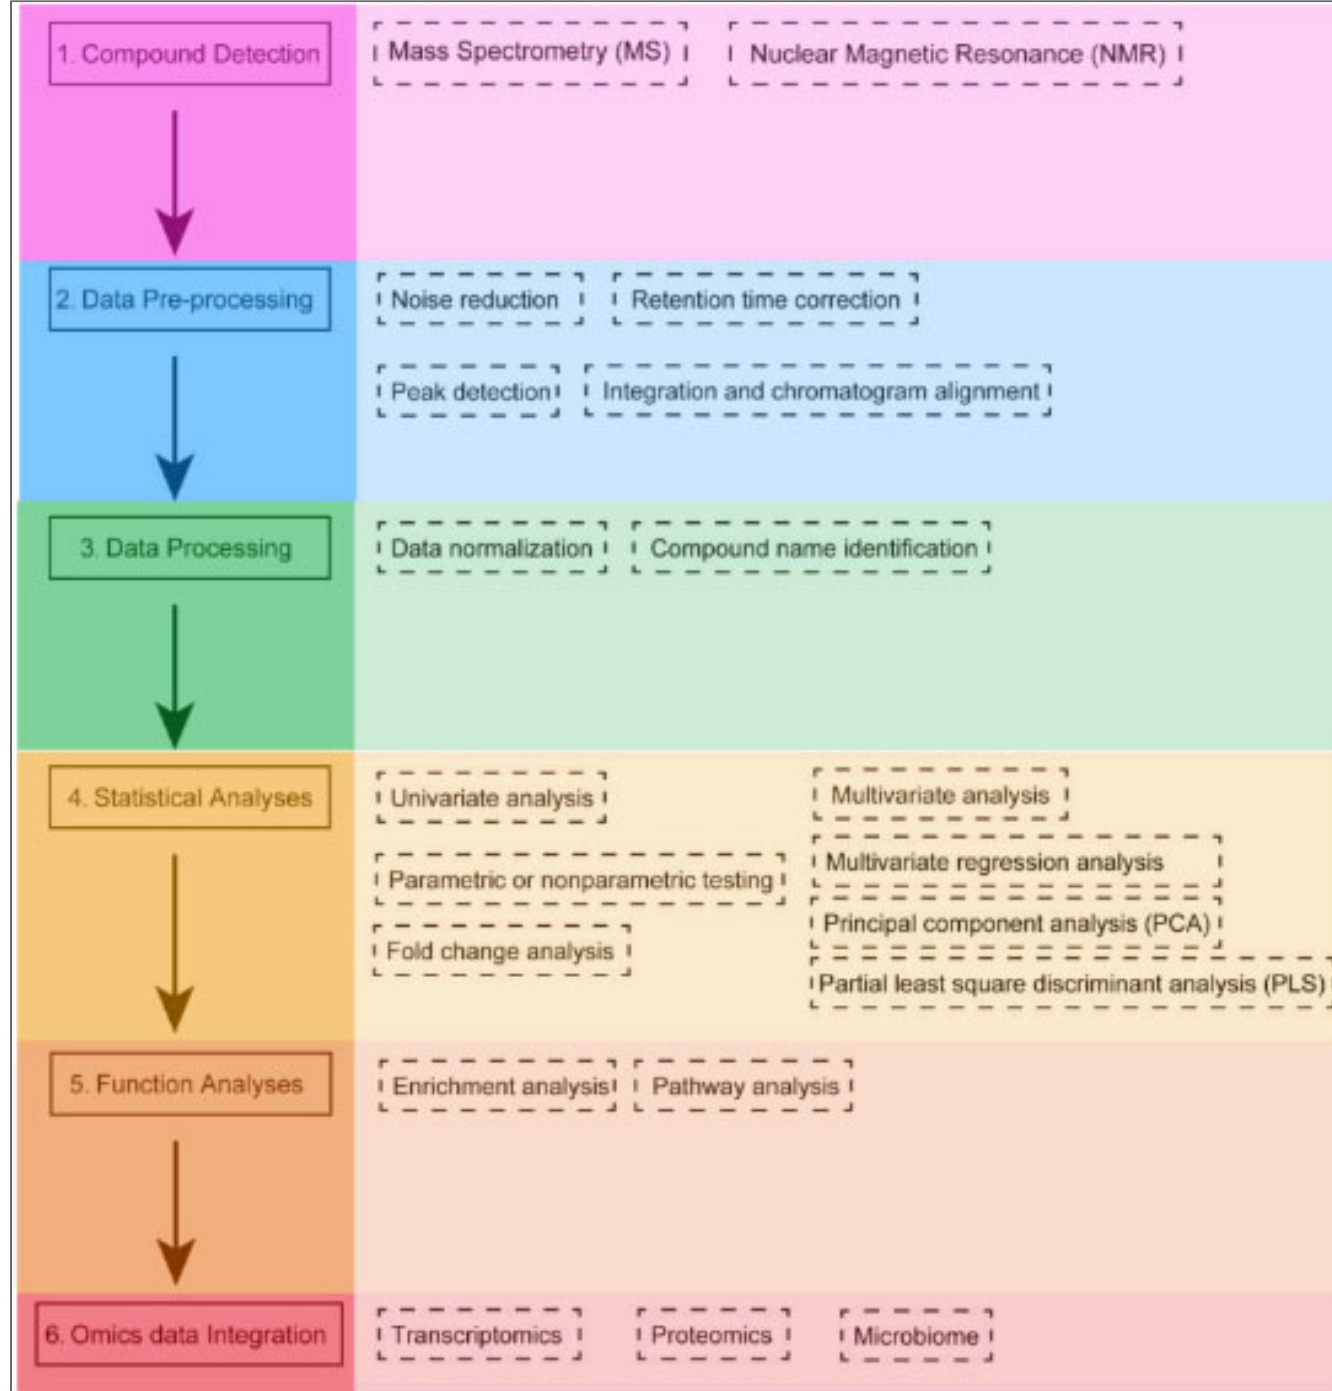 1. Compound Detection
Mass Spectrometry (MS)
Nuclear Magnetic Resonance (NMR)
2. Data Pre-processing
Noise reduction
Retention time correction
Peak detection
Integration and chromatogram alignment
3. Data Processing
Data normalization
Compound name identification
4. Statistical Analyses
Univariate analysis
Multivariate analysis
Parametric or nonparametric testing
Multivariate regression analysis
Fold change analysis
Principal component analysis (PCA)
Partial least square discriminant analysis (PLS)
5. Function Analyses
Enrichment analysis
Pathway analysis
6. Omics data Integration
Transcriptomics
Proteomics
Microbiome